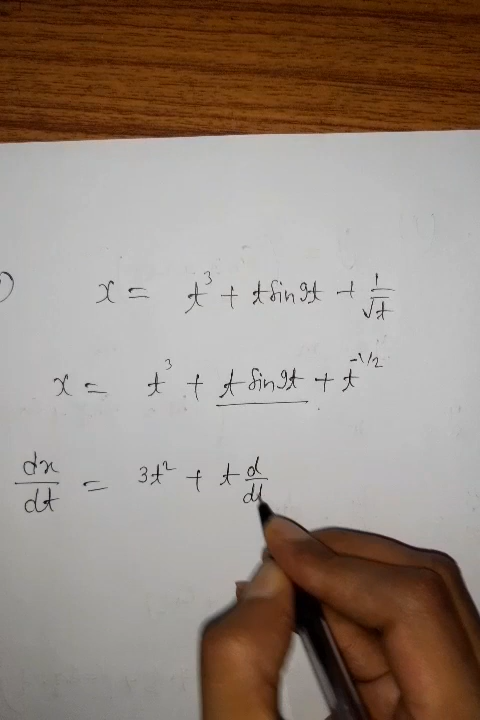 x = t³ + t sin 9t + 1/√t
x = t³ + t sin 9t + t^-1/2
dx/dt = 3t² + t d/dt